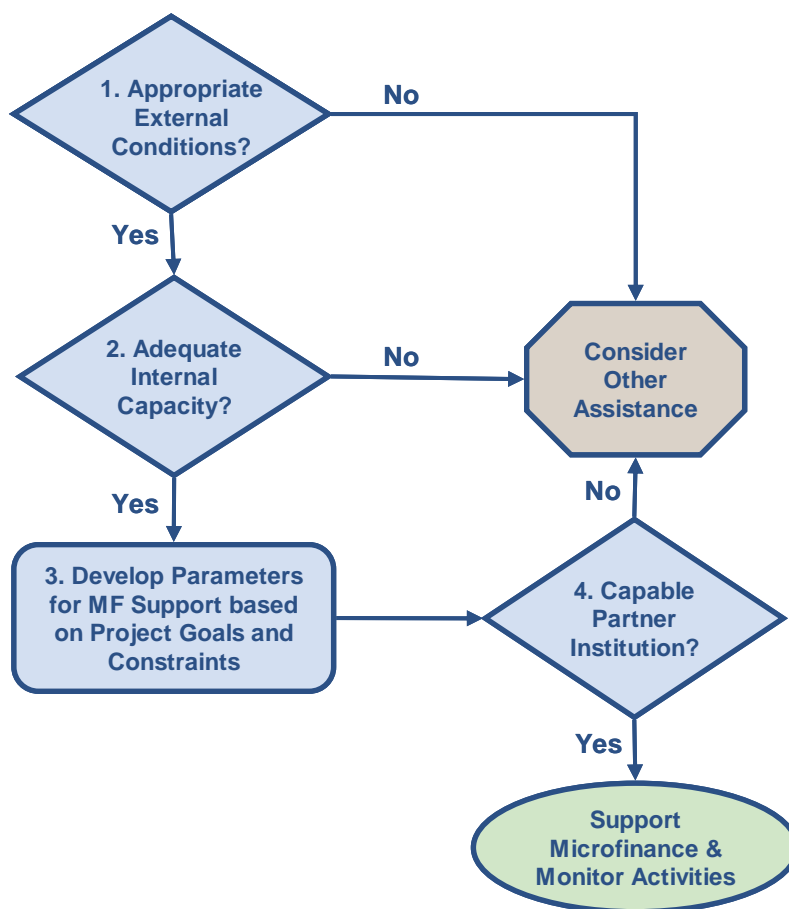 1. Appropriate
External
Conditions?
No
Yes
2. Adequate
Internal
Capacity?
No
Consider
Other
Assistance
Yes
No
3. Develop Parameters
for MF Support based
on Project Goals and
Constraints
4. Capable
Partner
Institution?
Yes
Support
Microfinance &
Monitor Activities